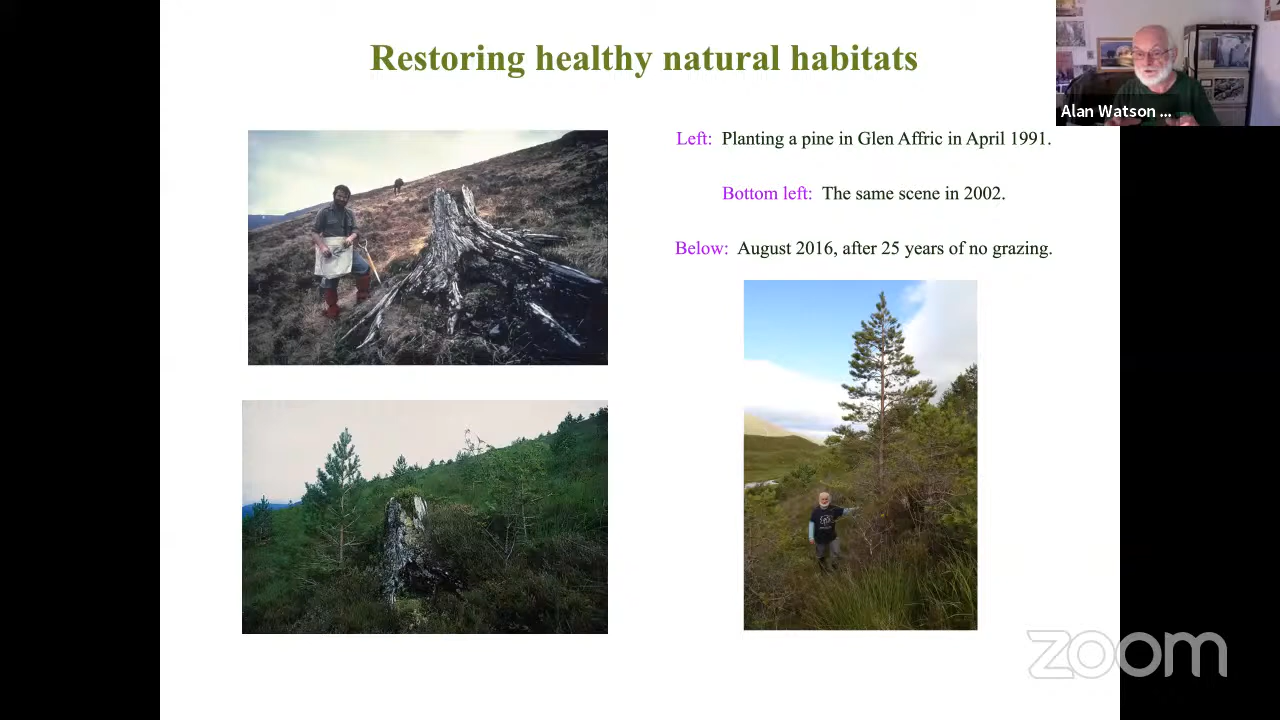 Restoring healthy natural habitats
Alan Watson ...
Left: Planting a pine in Glen Affric in April 1991.
Bottom left: The same scene in 2002.
Below: August 2016, after 25 years of no grazing.
zoom